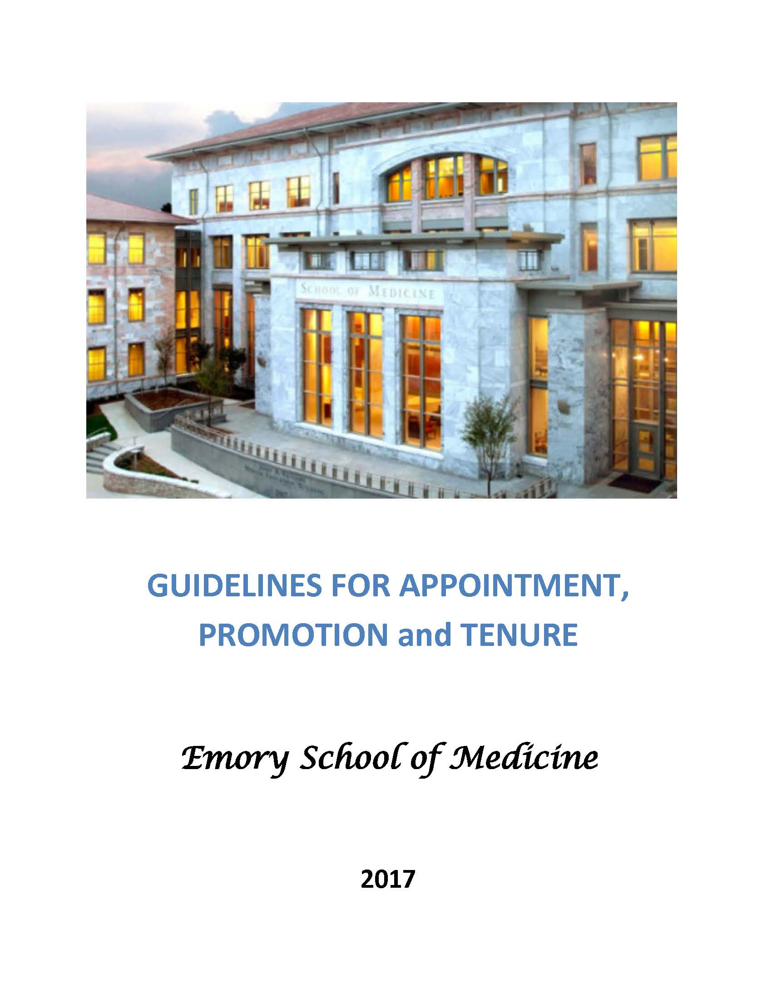 SCHOOL OF MEDICINE
GUIDELINES FOR APPOINTMENT,
PROMOTION and TENURE
Emory School of Medicine
2017